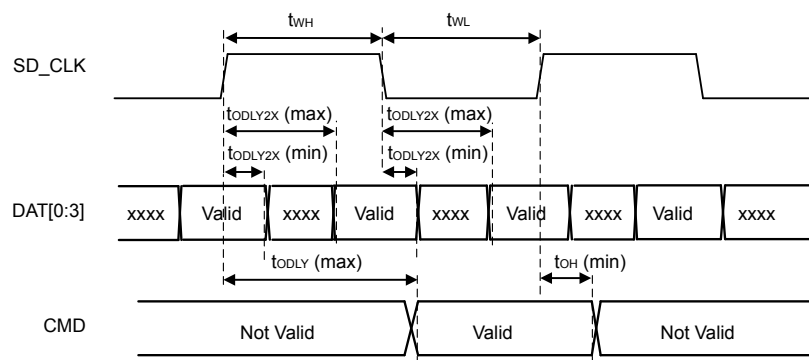 tWH tWL
SD_CLK
tODLY2X (max) tODLY2X (max)
tODLY2X (min) tODLY2X (min)
DAT[0:3] xxxx Valid xxxx Valid xxxx Valid xxxx Valid xxxx
tODLY (max) tOH (min)
CMD Not Valid Valid Not Valid